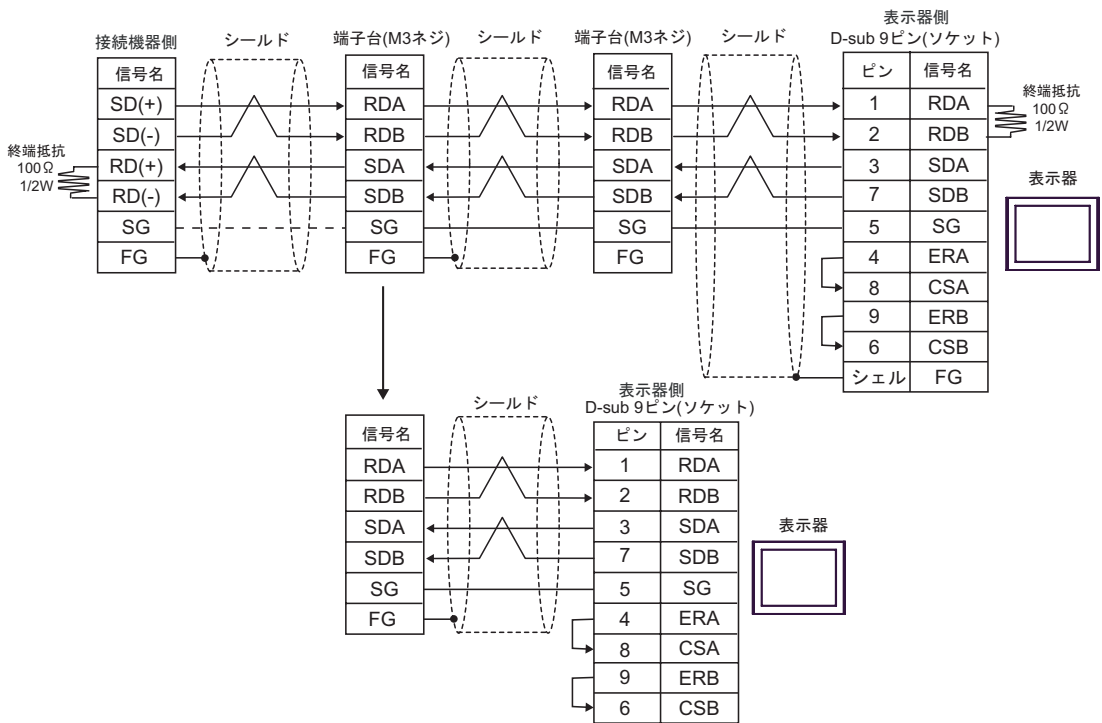 接続機器側
信号名
SD(+)
SD(-)
RD(+)
RD(-)
SG
FG
終端抵抗
100Ω
1/2W
シールド
端子台(M3ネジ)
信号名
RDA
RDB
SDA
SDB
SG
FG
シールド
端子台(M3ネジ)
信号名
RDA
RDB
SDA
SDB
SG
FG
シールド
表示器側
D-sub 9ピン(ソケット)
ピン 信号名
1 RDA
2 RDB
3 SDA
7 SDB
5 SG
4 ERA
8 CSA
9 ERB
6 CSB
シェル FG
終端抵抗
100Ω
1/2W
表示器
信号名
RDA
RDB
SDA
SDB
SG
FG
シールド
表示器側
D-sub 9ピン(ソケット)
ピン 信号名
1 RDA
2 RDB
3 SDA
7 SDB
5 SG
4 ERA
8 CSA
9 ERB
6 CSB
表示器